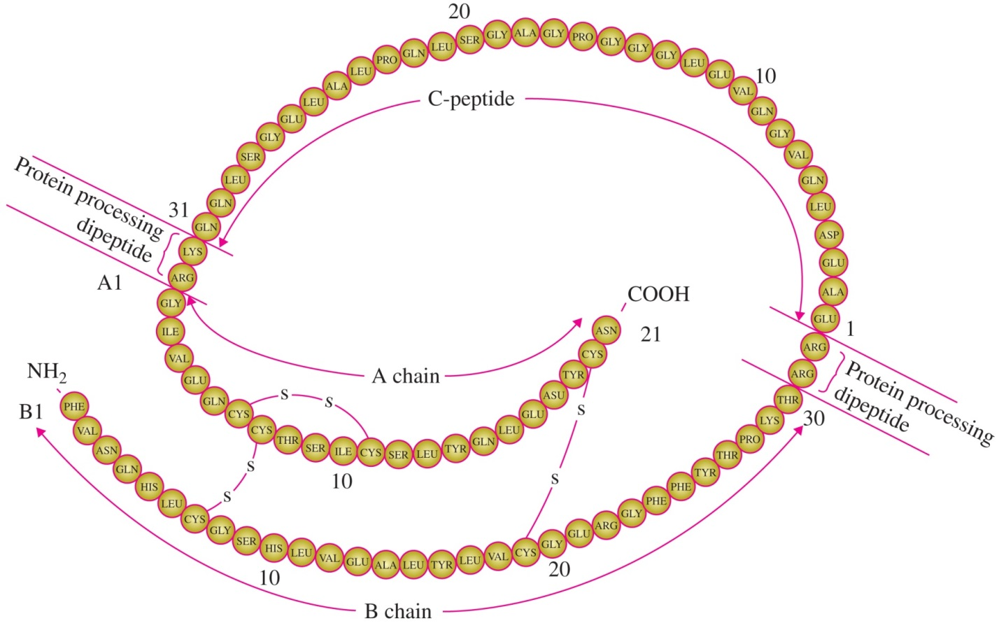 20
SER GLY ALA GLY PRO GLY GLY GLY LEU GLU VAL GLN GLY VAL GLN LEU ASP GLU ALA GLU
10
1
LEU GLN PRO LEU ALA LEU GLU GLY SER LEU GLN GLN
31
C-peptide
Protein processing
dipeptide
LYS
ARG
A1
GLY ILE VAL GLU GLN CYS CYS THR SER ILE CYS SER LEU TYR GLN LEU GLU ASU TYR CYS ASN
10
21
COOH
A chain
S S
S S
S S
ARG
ARG
Protein processing
dipeptide
NH2
B1
PHE VAL ASN GLN HIS LEU CYS GLY SER HIS LEU VAL GLU ALA LEU TYR LEU VAL CYS GLY GLU ARG GLY PHE PHE TYR THR PRO LYS THR
10
20
30
B chain